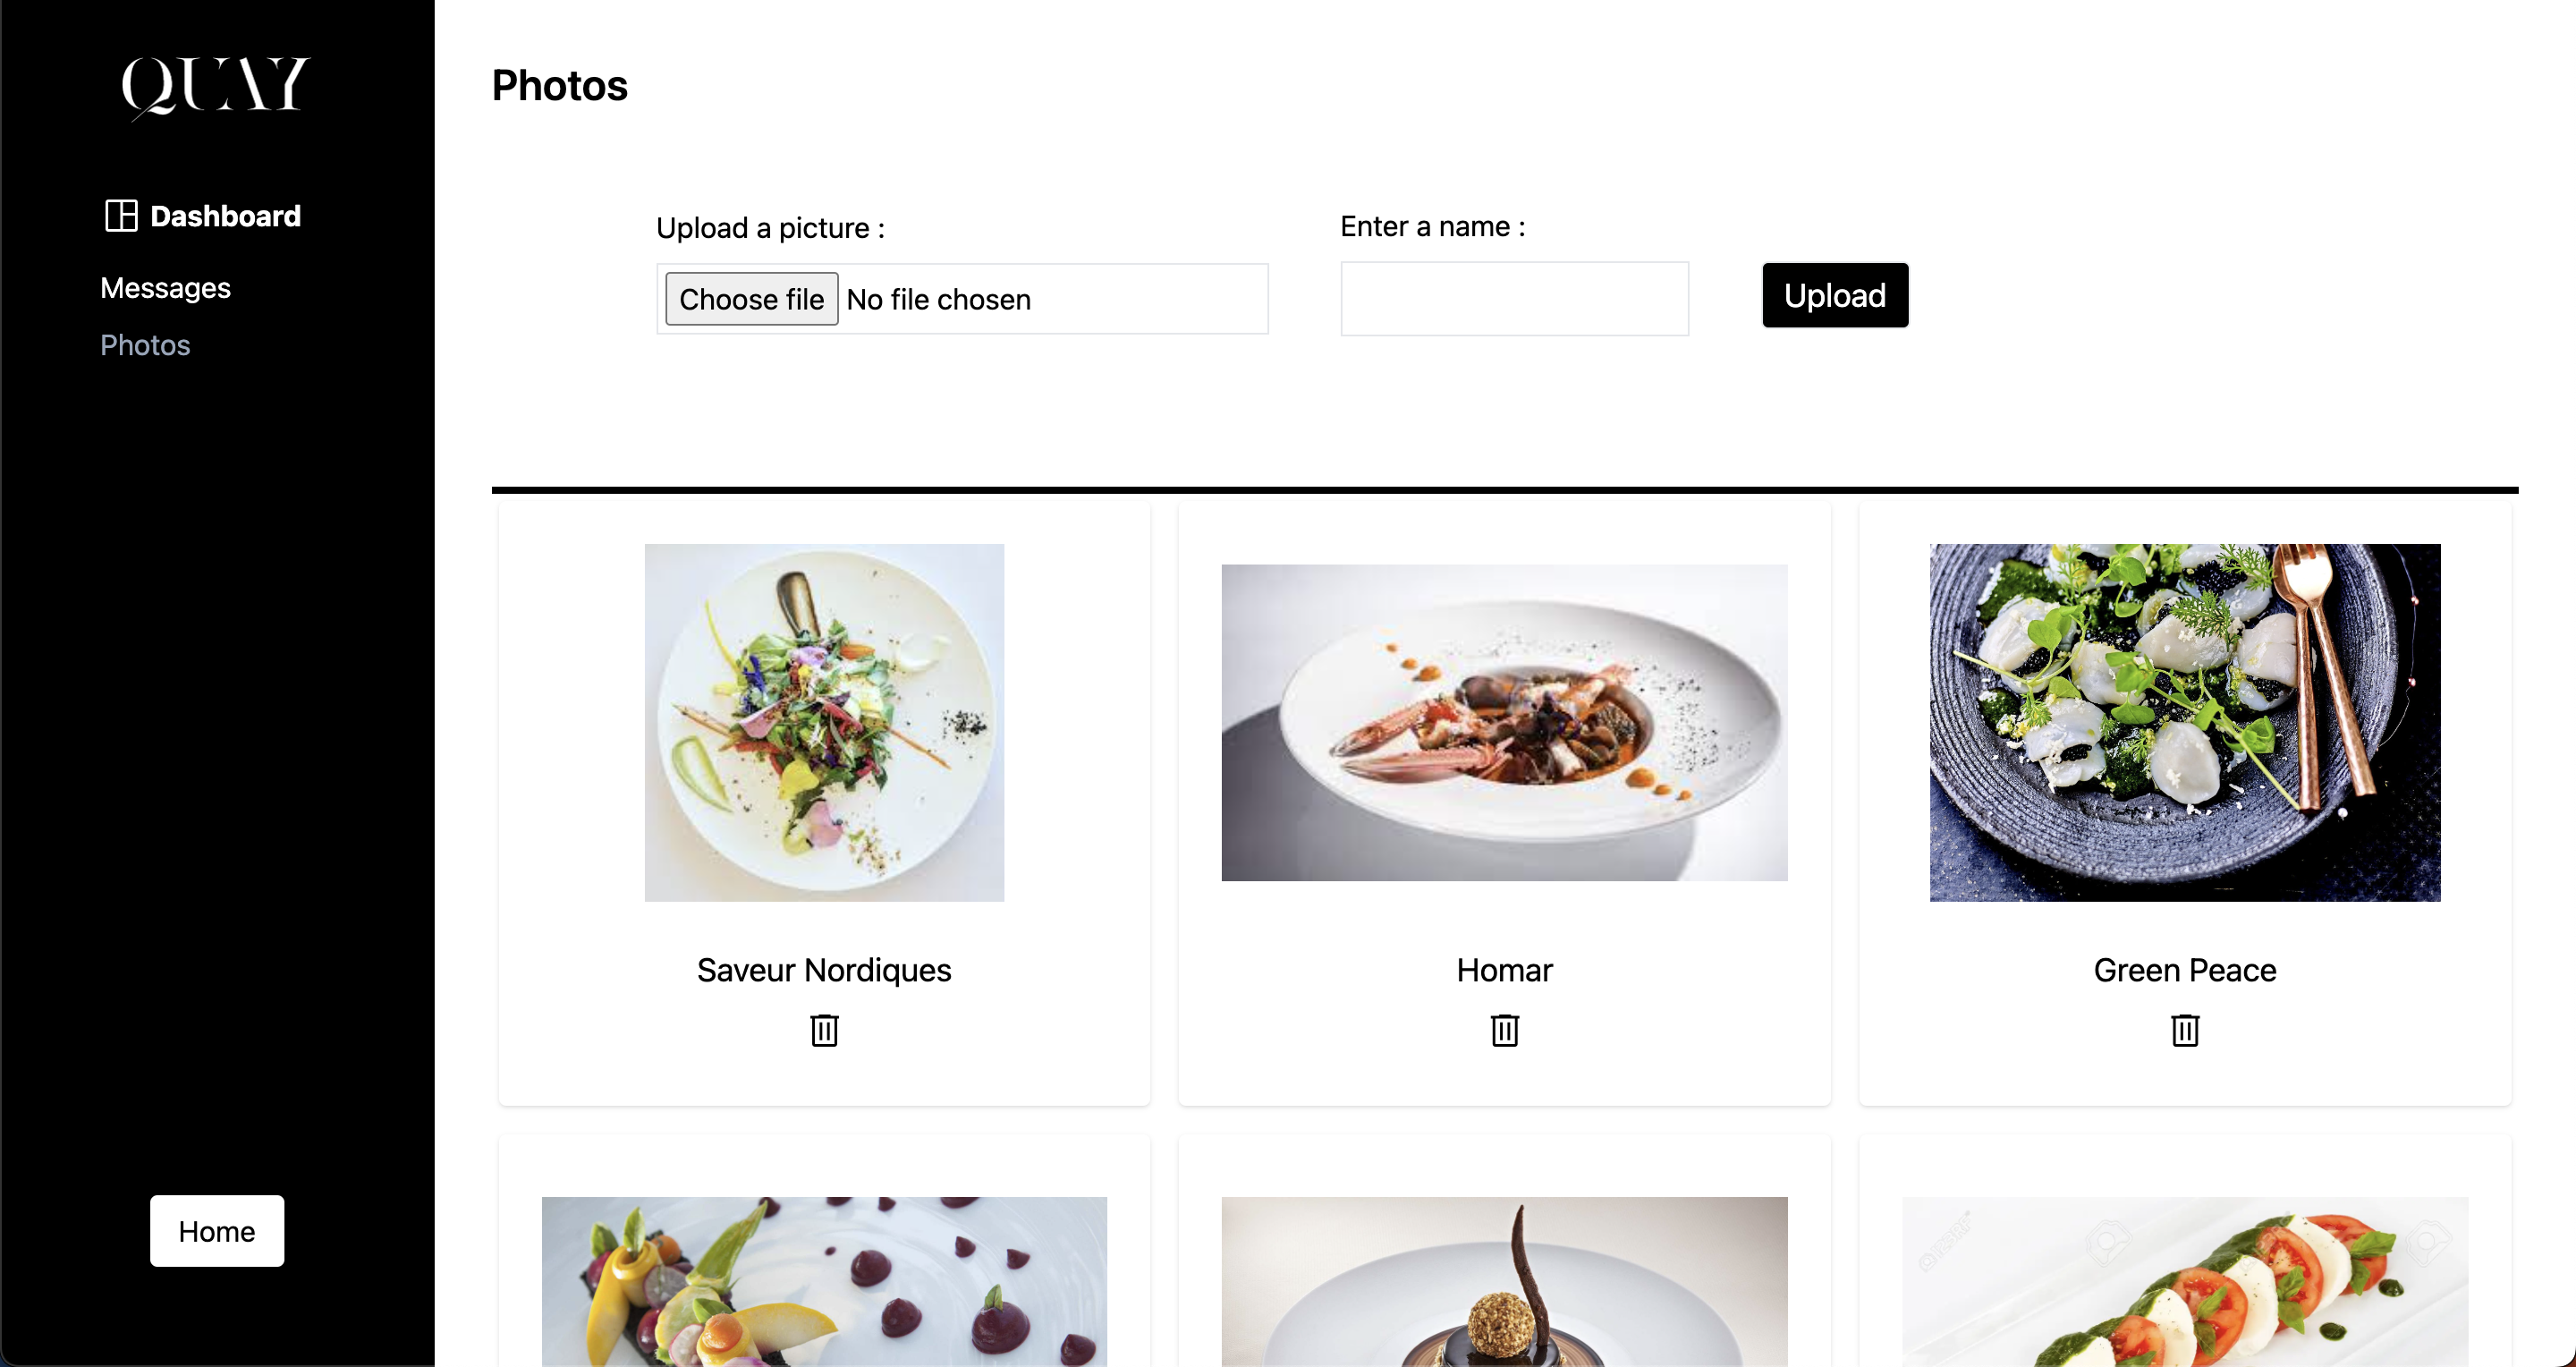 QUAY
Dashboard
Messages
Photos
Home
Photos
Upload a picture :
Choose file No file chosen
Enter a name :
Upload
Saveur Nordiques
Homar
Green Peace